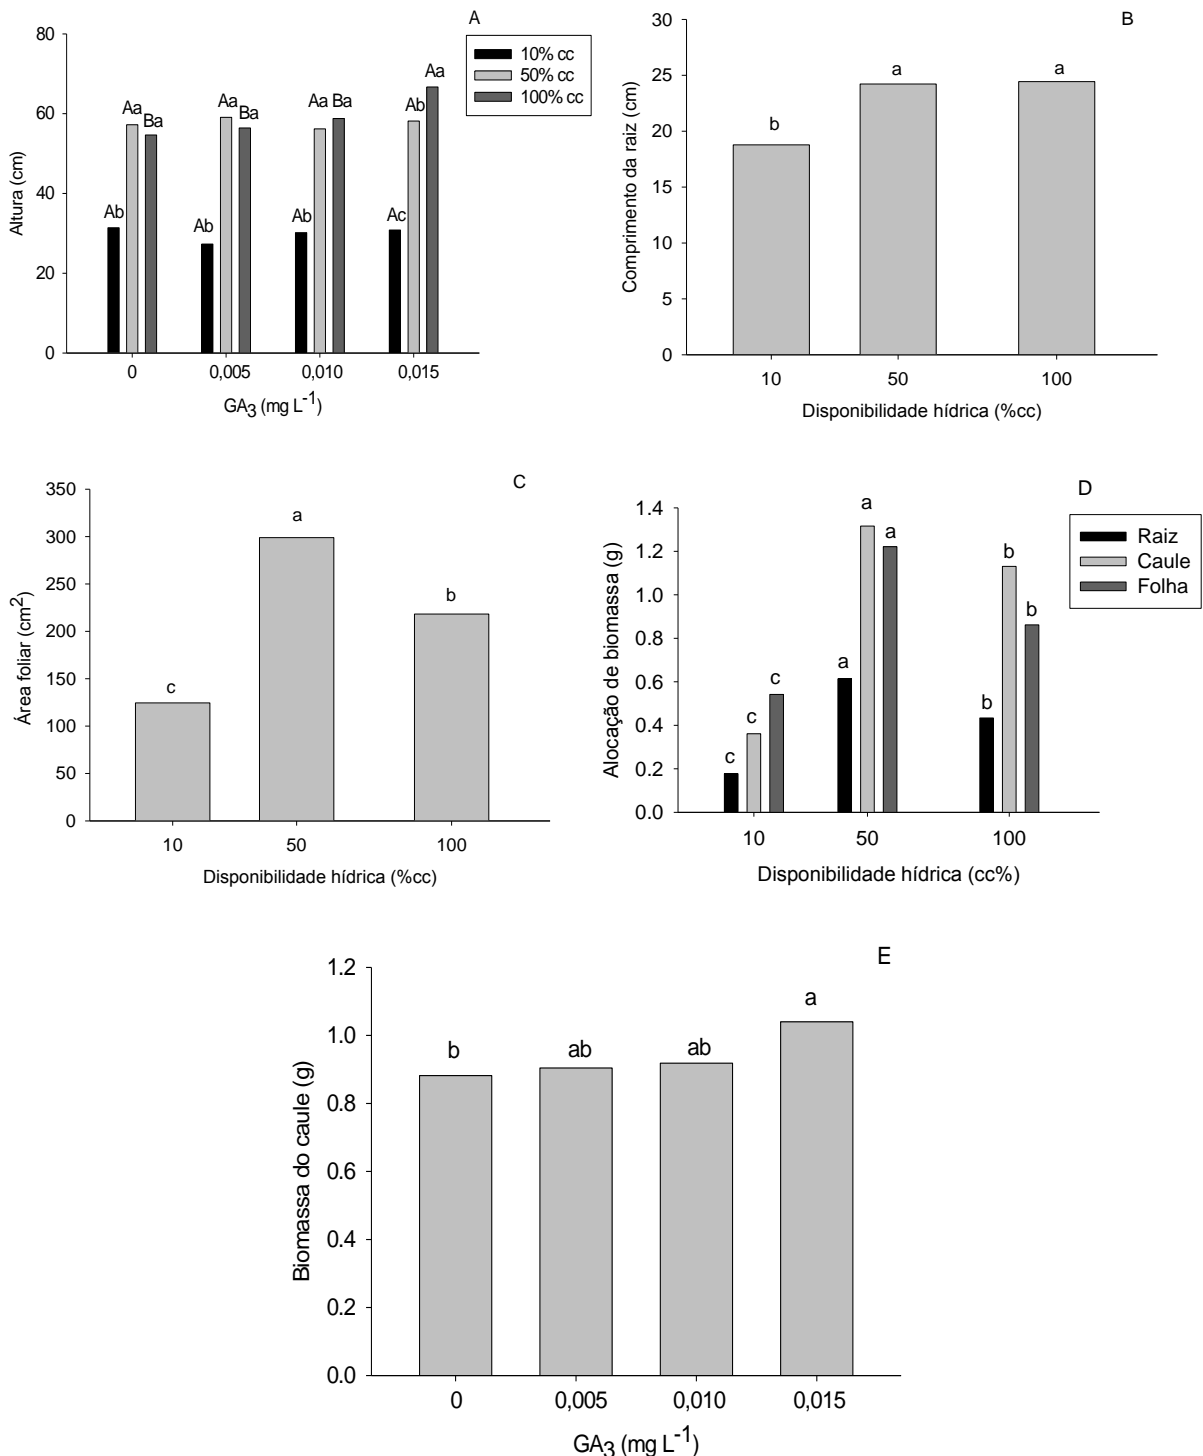 A
10% cc
50% cc
100% cc
Altura (cm)
80
60
40
20
0
Ab Aa Ba
Ab Aa Ba
Ab Aa Ba
Ac Ab Aa
0 0,005 0,010 0,015
GA3 (mg L-1)
B
Comprimento da raiz (cm)
30
25
20
15
10
5
0
b a a
10 50 100
Disponibilidade hídrica (%cc)
C
Área foliar (cm2)
350
300
250
200
150
100
50
0
c a b
10 50 100
Disponibilidade hídrica (%cc)
D
Raiz
Caule
Folha
Alocação de biomassa (g)
1.4
1.2
1.0
0.8
0.6
0.4
0.2
0.0
c c c
a a a
b b b
10 50 100
Disponibilidade hídrica (cc%)
E
Biomassa do caule (g)
1.2
1.0
0.8
0.6
0.4
0.2
0.0
b ab ab a
0 0,005 0,010 0,015
GA3 (mg L-1)